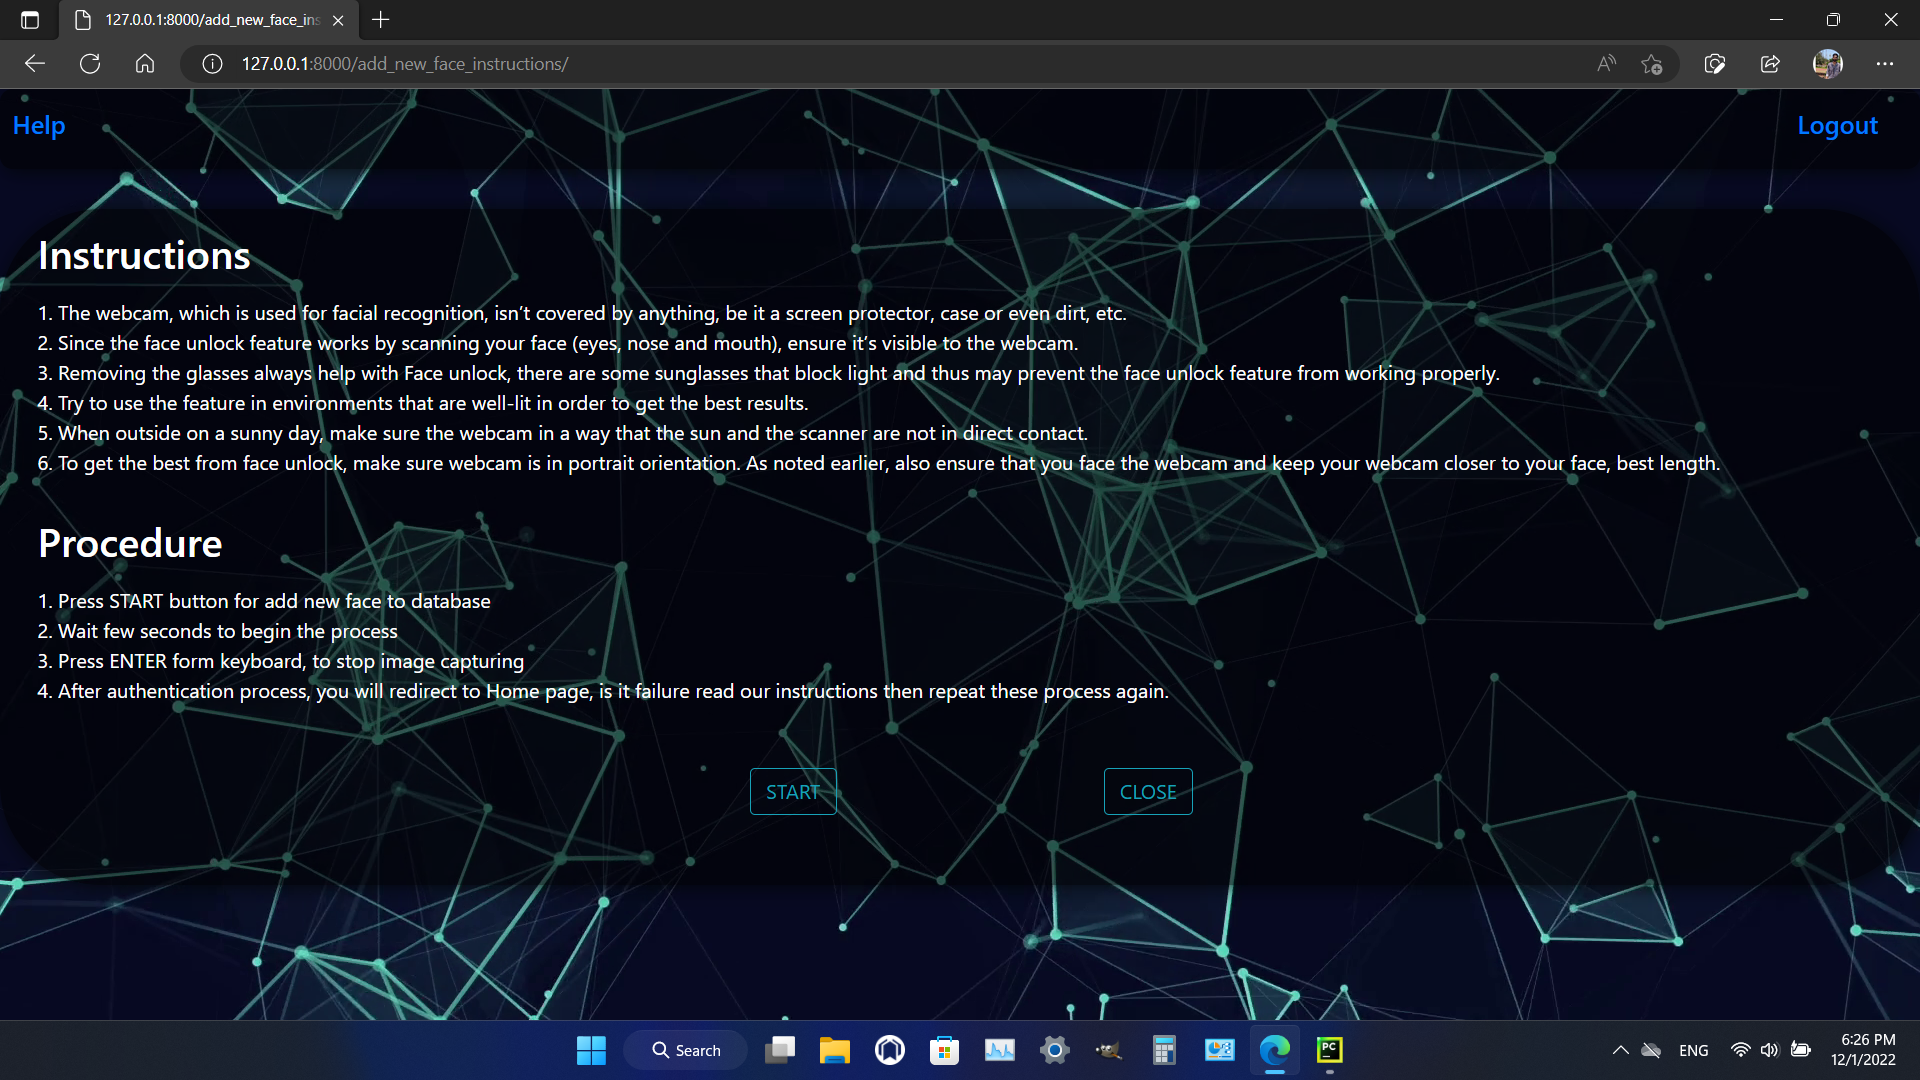 127.0.0.1:8000/add_new_face_ins
127.0.0.1:8000/add_new_face_instructions/
Help
Logout
Instructions
1. The webcam, which is used for facial recognition, isn’t covered by anything, be it a screen protector, case or even dirt, etc.
2. Since the face unlock feature works by scanning your face (eyes, nose and mouth), ensure it’s visible to the webcam.
3. Removing the glasses always help with Face unlock, there are some sunglasses that block light and thus may prevent the face unlock feature from working properly.
4. Try to use the feature in environments that are well-lit in order to get the best results.
5. When outside on a sunny day, make sure the webcam in a way that the sun and the scanner are not in direct contact.
6. To get the best from face unlock, make sure webcam is in portrait orientation. As noted earlier, also ensure that you face the webcam and keep your webcam closer to your face, best length.
Procedure
1. Press START button for add new face to database
2. Wait few seconds to begin the process
3. Press ENTER form keyboard, to stop image capturing
4. After authentication process, you will redirect to Home page, is it failure read our instructions then repeat these process again.
START
CLOSE
Search
PC
ENG
6:26 PM
12/1/2022